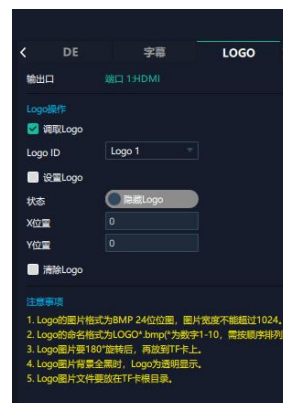 DE 字幕 LOGO
输出口 端口 1:HDMI
Logo操作
调取Logo
Logo ID Logo 1
设置Logo
状态 隐藏Logo
X位置 0
Y位置 0
清除Logo
注意事项
1. Logo的图片格式为BMP 24位位图，图片宽度不能超过1024。
2. Logo的命名格式为LOGO*.bmp(*为数字1-10，需按顺序排列
3. Logo图片要180°旋转后，再放到TF卡上。
4. Logo图片背景全黑时，Logo为透明显示。
5. Logo图片文件要放在TF卡根目录。